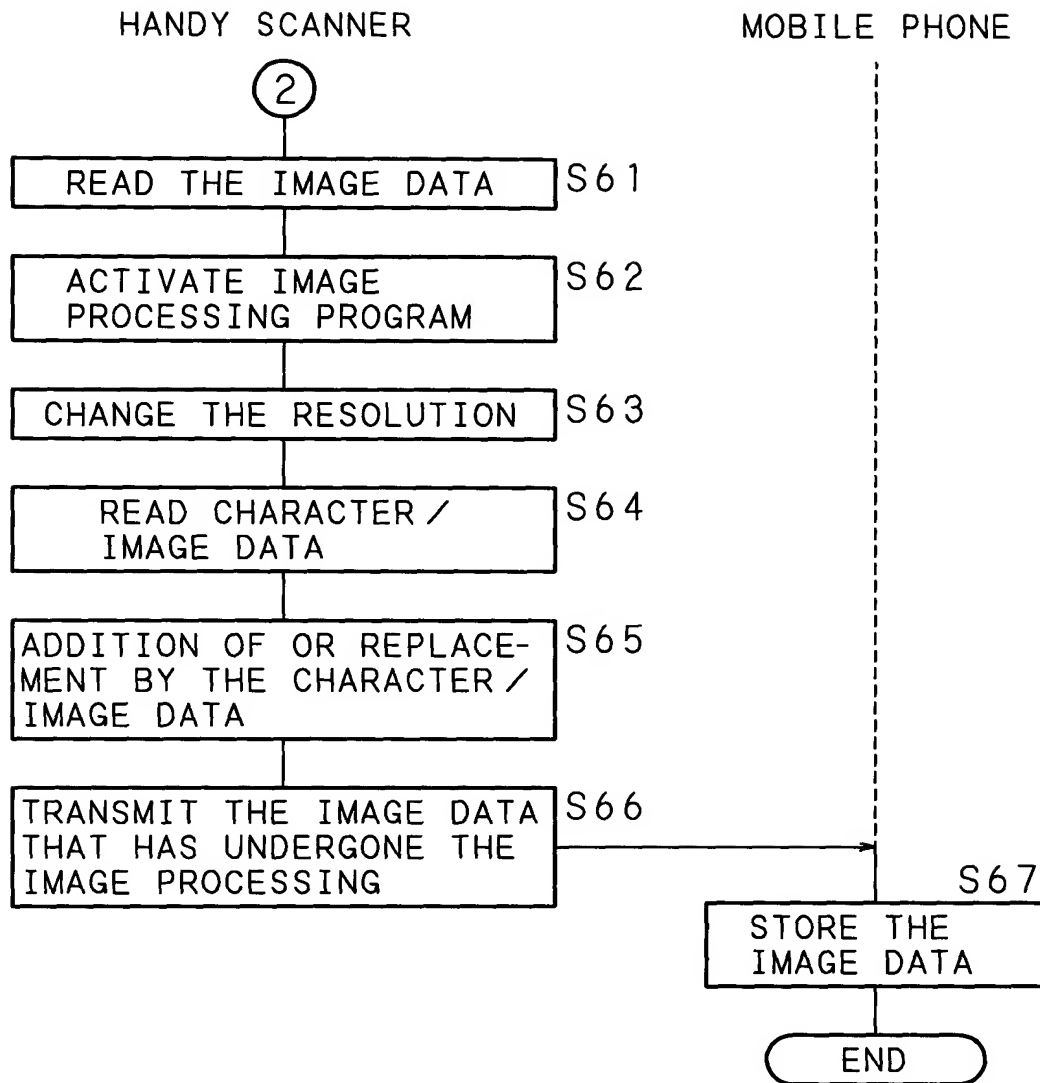 HANDY SCANNER
MOBILE PHONE
2
READ THE IMAGE DATA
S61
ACTIVATE IMAGE
PROCESSING PROGRAM
S62
CHANGE THE RESOLUTION
S63
READ CHARACTER /
IMAGE DATA
S64
ADDITION OF OR REPLACE-
MENT BY THE CHARACTER /
IMAGE DATA
S65
TRANSMIT THE IMAGE DATA
THAT HAS UNDERGONE THE
IMAGE PROCESSING
S66
S67
STORE THE
IMAGE DATA
END